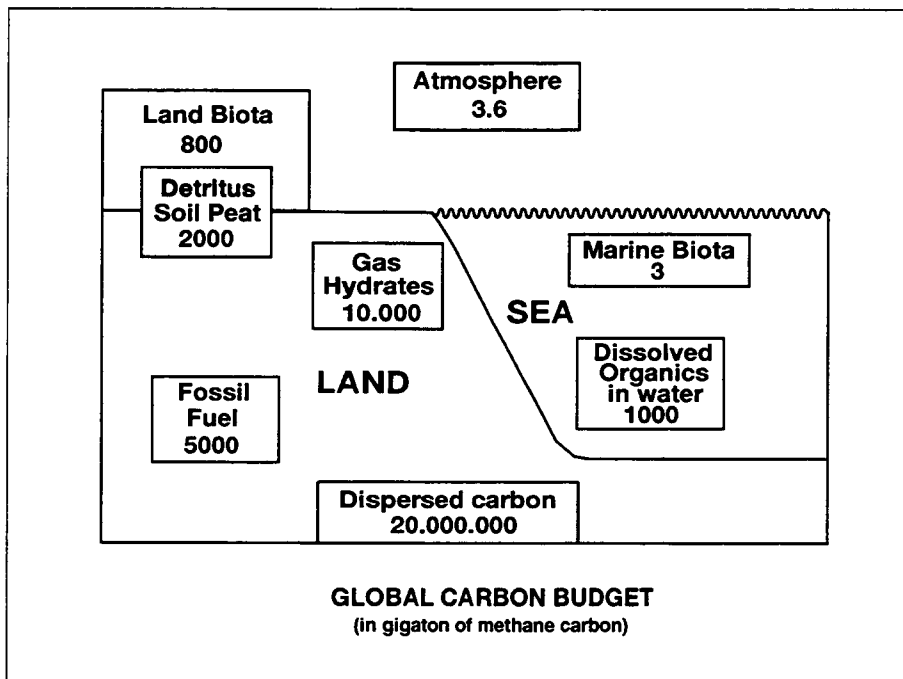 Atmosphere
3.6
Land Biota
800
Detritus
Soil Peat
2000
Gas
Hydrates
10.000
Marine Biota
3
SEA
LAND
Dissolved
Organics
in water
1000
Fossil
Fuel
5000
Dispersed carbon
20.000.000
GLOBAL CARBON BUDGET
(in gigaton of methane carbon)